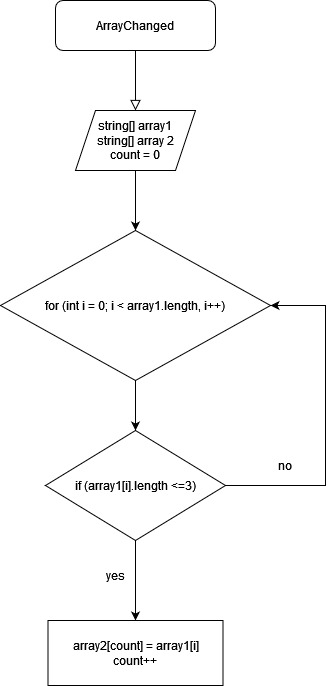 ArrayChanged
string[] array1
string[] array 2
count = 0
for (int i = 0; i < array1.length, i++)
if (array1[i].length <=3)
no
yes
array2[count] = array1[i]
count++